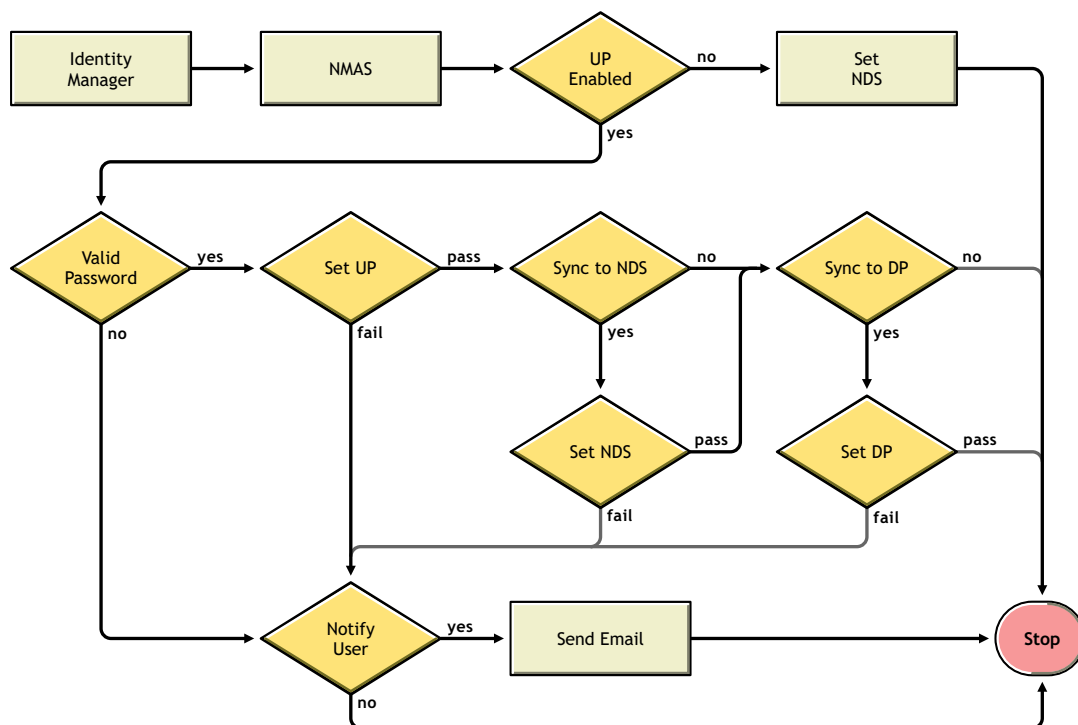 Identity
Manager
NMAS
UP
Enabled
no
Set
NDS
yes
Valid
Password
yes
Set UP
pass
Sync to NDS
no
Sync to DP
no
no
fail
yes
yes
Set NDS
pass
Set DP
pass
fail
fail
Notify
User
yes
Send Email
Stop
no